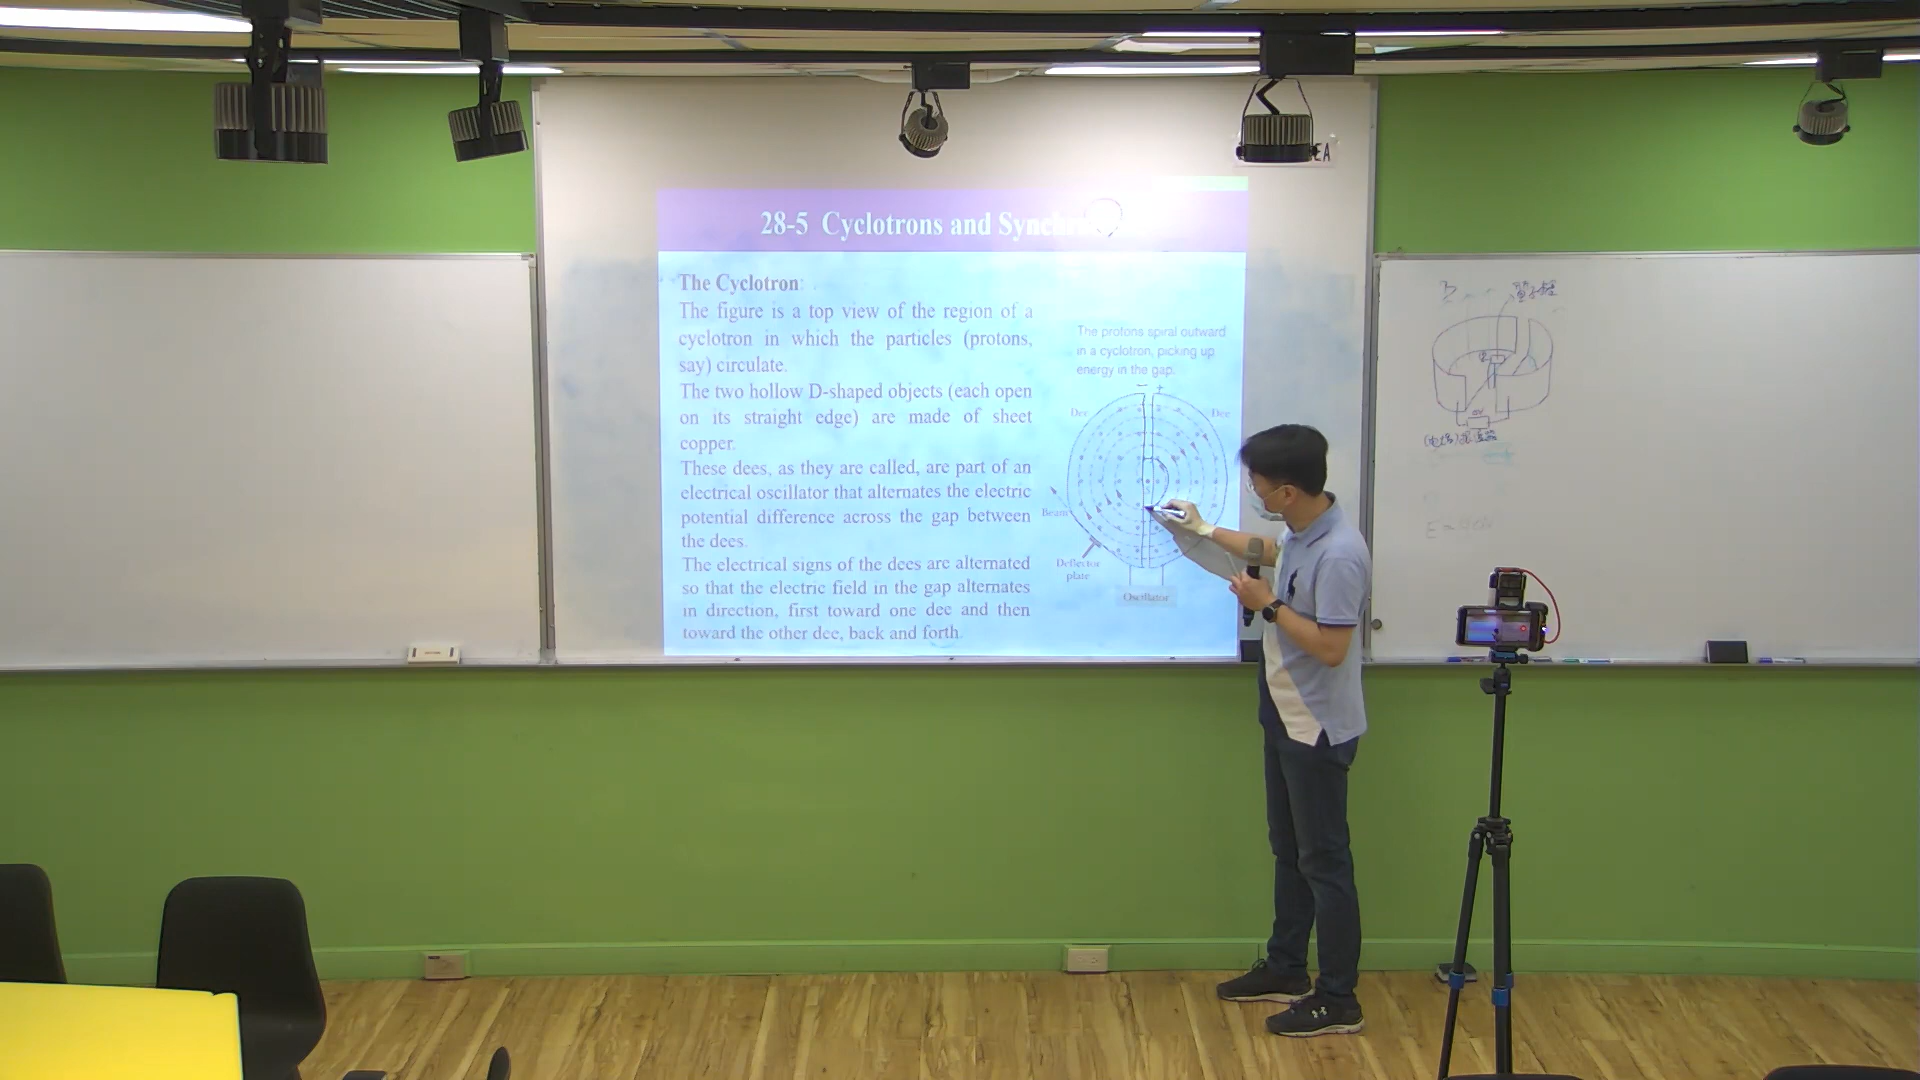 EA
28-5 Cyclotrons and
The Cyclotron:
The figure is a top view of the region of a
cyclotron in which the particles (protons,
say) circulate.
The two hollow D-shaped objects (each open
on its straight edge) are made of sheet
copper.
These dees, as they are called, are part of an
electrical oscillator that alternates the electric
potential difference across the gap between
the dees.
The electrical signs of the dees are alternated
so that the electric field in the gap alternates
in direction, first toward one dee and then
toward the other dee, back and forth.
The protons spiral outward
in a cyclotron, picking up
energy in the gap.
− +
Dee
Dee
Beam
Deflector
plate
Oscillator